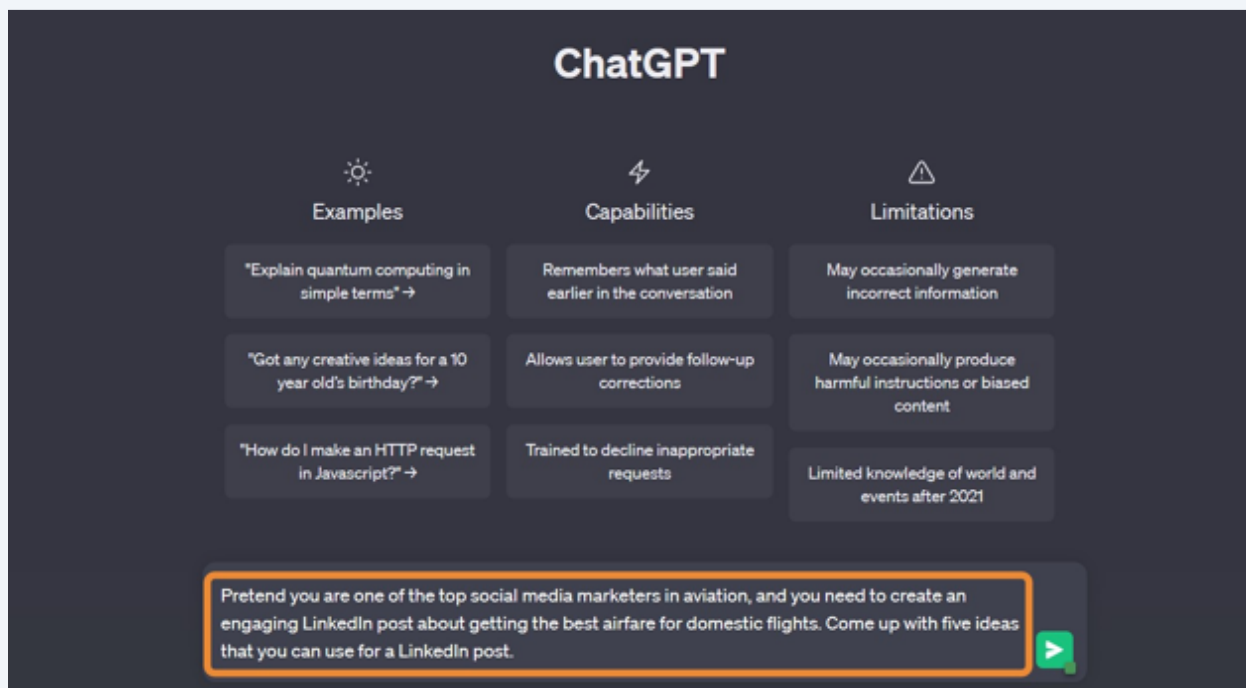 ChatGPT
Examples
Capabilities
Limitations
"Explain quantum computing in
simple terms" →
Remembers what user said
earlier in the conversation
May occasionally generate
incorrect information
"Got any creative ideas for a 10
year old's birthday?" →
Allows user to provide follow-up
corrections
May occasionally produce
harmful instructions or biased
content
"How do I make an HTTP request
in Javascript?" →
Trained to decline inappropriate
requests
Limited knowledge of world and
events after 2021
Pretend you are one of the top social media marketers in aviation, and you need to create an
engaging LinkedIn post about getting the best airfare for domestic flights. Come up with five ideas
that you can use for a LinkedIn post.